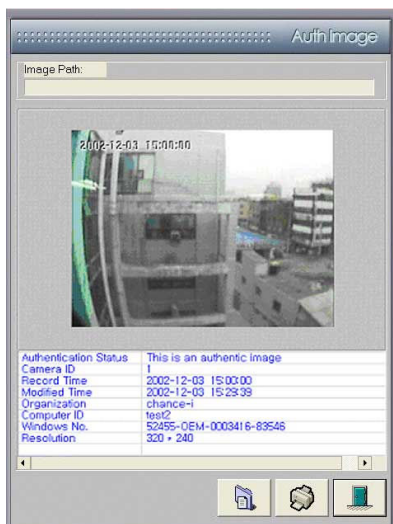 Auth Image
Image Path:
2002-12-03 15:00:00
Authentication Status This is an authentic image
Camera ID 1
Record Time 2002-12-03 15:00:00
Modified Time 2002-12-03 15:29:39
Organization chance-i
Computer ID test2
Windows No. 52455-OEM-0003416-83546
Resolution 320 * 240